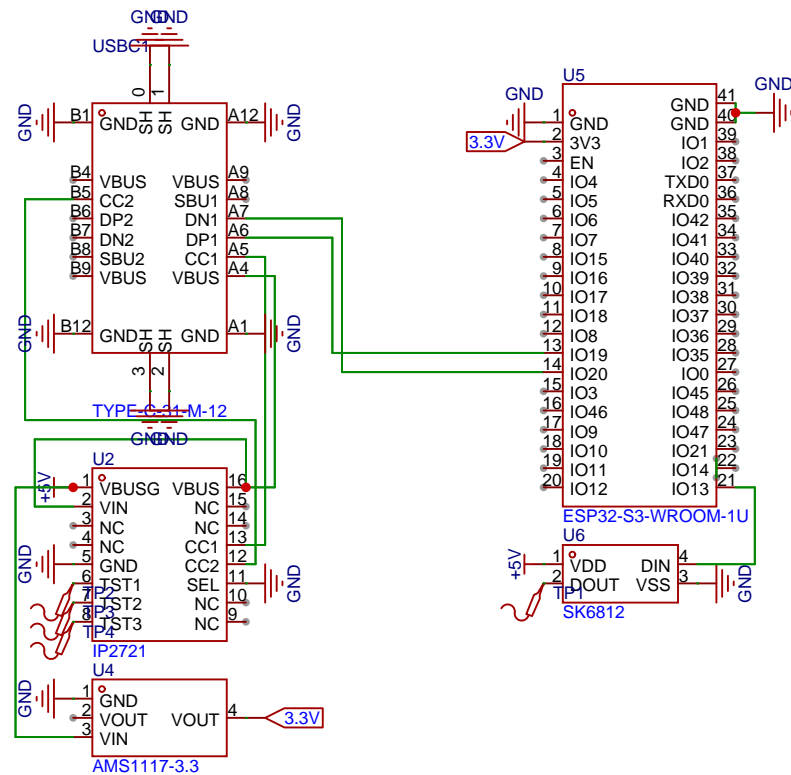 GND GND
USBC1
0 1
B1 GND SH SH GND A12
GND GND
B4 VBUS VBUS A9
B5 CC2 SBU1 A8
B6 DP2 DN1 A7
B7 DN2 DP1 A6
B8 SBU2 CC1 A5
B9 VBUS VBUS A4
B12 GND SH SH GND A1
GND GND
3 2
TYPE-C-31-M-12
GND GND
U2
+5V
1 VBUSG VBUS 16
2 VIN NC 15
3 NC NC 14
4 NC CC1 13
5 GND CC2 12
6 TST1 SEL 11
7 TST2 NC 10
8 TST3 NC 9
GND GND
TP2
TP3
TP4
IP2721
U4
1 GND
2 VOUT VOUT 4
3 VIN
GND
3.3V
AMS1117-3.3
U5
GND GND
3.3V
GND 41
1 GND GND 40
2 3V3 IO1 39
3 EN IO2 38
4 IO4 TXD0 37
5 IO5 RXD0 36
6 IO6 IO42 35
7 IO7 IO41 34
8 IO15 IO40 33
9 IO16 IO39 32
10 IO17 IO38 31
11 IO18 IO37 30
12 IO8 IO36 29
13 IO19 IO35 28
14 IO20 IO0 27
15 IO3 IO45 26
16 IO46 IO48 25
17 IO9 IO47 24
18 IO10 IO21 23
19 IO11 IO14 22
20 IO12 IO13 21
ESP32-S3-WROOM-1U
U6
+5V
1 VDD DIN 4
2 DOUT VSS 3
TP1
GND
SK6812